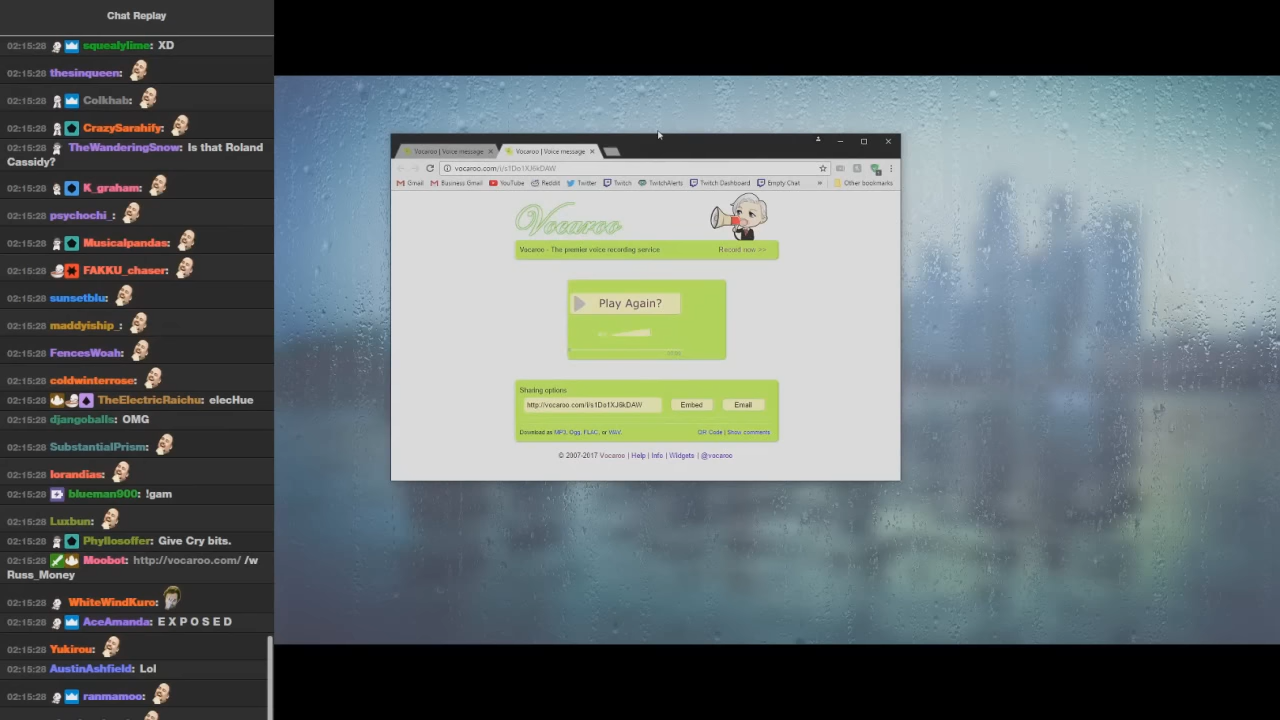 Chat Replay
02:15:28 squealylime: XD
02:15:28 thesinqueen:
02:15:28 Colkhab:
02:15:28 CrazySarahify:
02:15:28 TheWanderingSnow: Is that Roland
Cassidy?
02:15:28 K_graham:
02:15:28 psychochi_:
02:15:28 Musicalpandas:
02:15:28 FAKKU_chaser:
02:15:28 sunsetblu:
02:15:28 maddyiship_:
02:15:28 FencesWoah:
02:15:28 coldwinterrose:
02:15:28 TheElectricRaichu: elecHue
02:15:28 djangoballs: OMG
02:15:28 SubstantialPrism:
02:15:28 lorandias:
02:15:28 blueman900: !gam
02:15:28 Luxbun:
02:15:28 Phyllosoffer: Give Cry bits.
02:15:28 Moobot: http://vocaroo.com/ /w
Russ_Money
02:15:28 WhiteWindKuro:
02:15:28 AceAmanda: E X P O S E D
02:15:28 Yukirou:
02:15:28 AustinAshfield: Lol
02:15:28 ranmamoo:
Vocaroo | Voice message
Vocaroo | Voice message
vocaroo.com/i/s1Do1XJ6kDAW
Gmail Business Gmail YouTube Reddit Twitter Twitch TwitchAlerts Twitch Dashboard Empty Chat » Other bookmarks
Vocaroo
Vocaroo - The premier voice recording service Record now >>
Play Again?
Sharing options
http://vocaroo.com/i/s1Do1XJ6kDAW Embed Email
Download as MP3, Ogg, FLAC, or WAV. QR Code | Show comments
© 2007-2017 Vocaroo | Help | Info | Widgets | @vocaroo